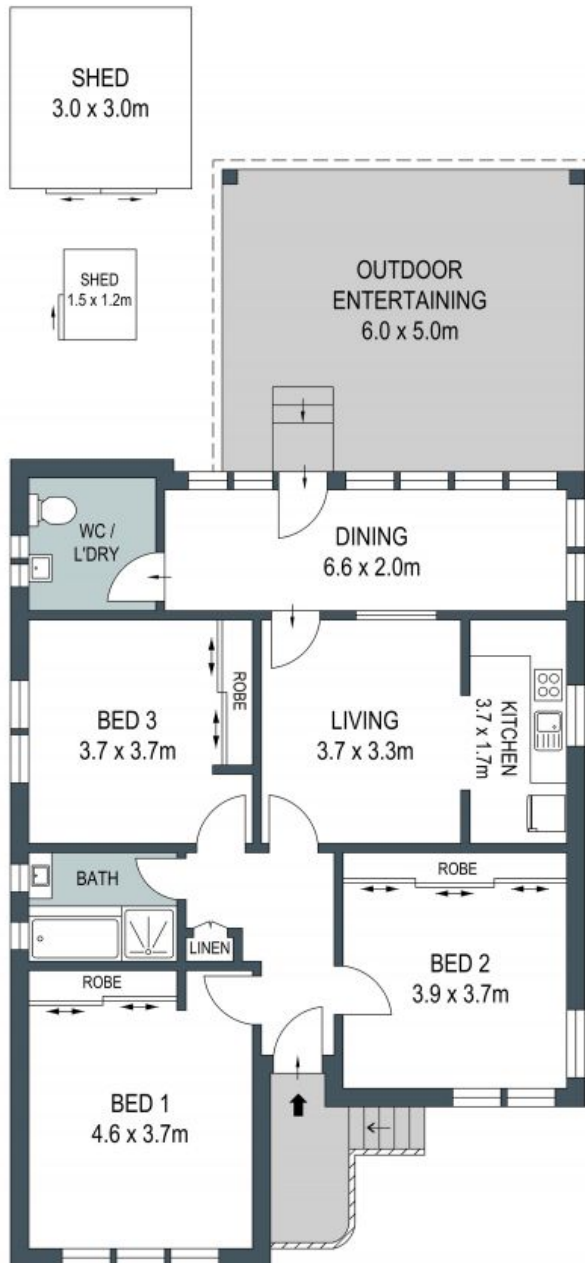 SHED
3.0 x 3.0m
SHED
1.5 x 1.2m
OUTDOOR
ENTERTAINING
6.0 x 5.0m
WC /
L'DRY
DINING
6.6 x 2.0m
BED 3
3.7 x 3.7m
ROBE
LIVING
3.7 x 3.3m
KITCHEN
3.7 x 1.7m
BATH
LINEN
ROBE
BED 2
3.9 x 3.7m
ROBE
BED 1
4.6 x 3.7m